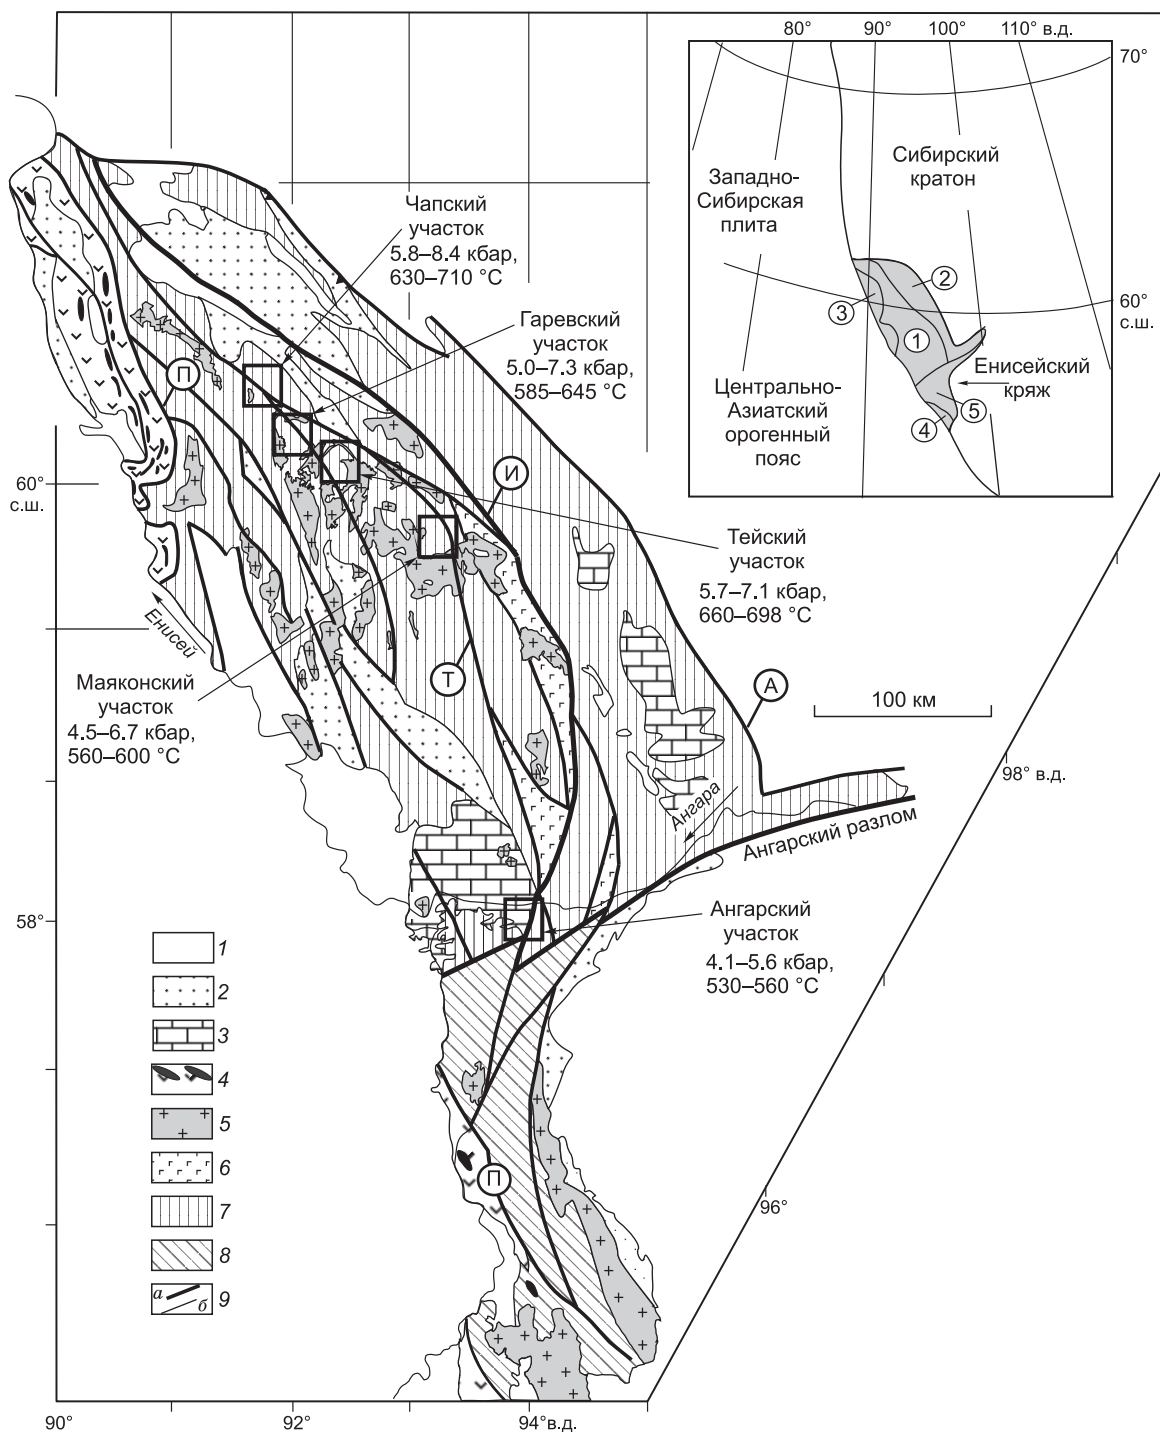 80°
90°
100°
110° в.д.
70°
60°
с.ш.
Западно-
Сибирская
плита
Сибирский
кратон
Центрально-
Азиатский
орогенный
пояс
Енисейский
кряж
1
2
3
4
5
Чапский
участок
5.8–8.4 кбар,
630–710 °C
Гаревский
участок
5.0–7.3 кбар,
585–645 °C
П
И
60°
с.ш.
Тейский
участок
5.7–7.1 кбар,
660–698 °C
Енисей
Т
А
Маяконский
участок
4.5–6.7 кбар,
560–600 °C
100 км
98° в.д.
Ангара
Ангарский разлом
58°
Ангарский
участок
4.1–5.6 кбар,
530–560 °C
1
2
3
4
5
6
7
8
а
б
9
П
96°
90°
92°
94° в.д.